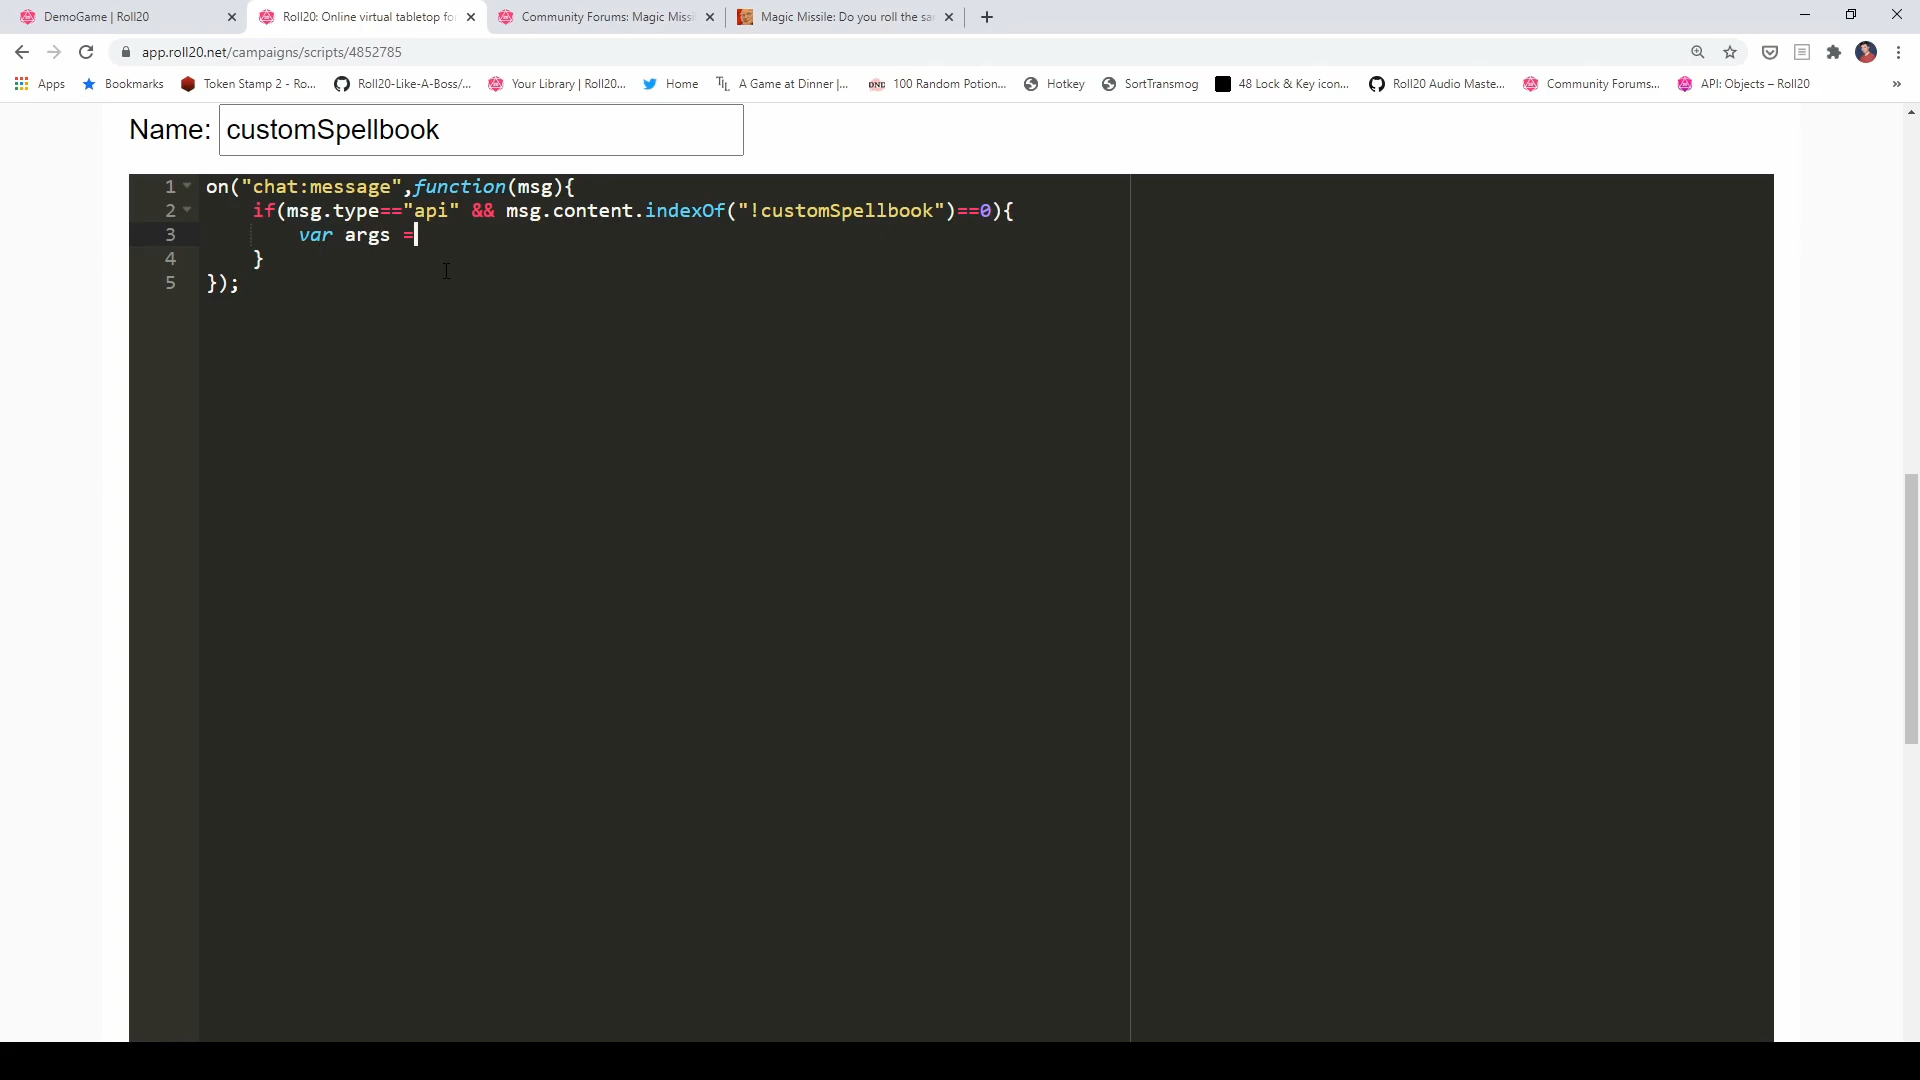 DemoGame | Roll20
Roll20: Online virtual tabletop fo
Community Forums: Magic Missi
Magic Missile: Do you roll the sa
app.roll20.net/campaigns/scripts/4852785
Apps
Bookmarks
Token Stamp 2 - Ro...
Roll20-Like-A-Boss/...
Your Library | Roll20...
Home
TL A Game at Dinner |...
DND 100 Random Potion...
Hotkey
SortTransmog
48 Lock & Key icon...
Roll20 Audio Maste...
Community Forums...
API: Objects – Roll20
»
Name: customSpellbook
1 on("chat:message",function(msg){
2 if(msg.type=="api" && msg.content.indexOf("!customSpellbook")==0){
3 var args =
4 }
5 });